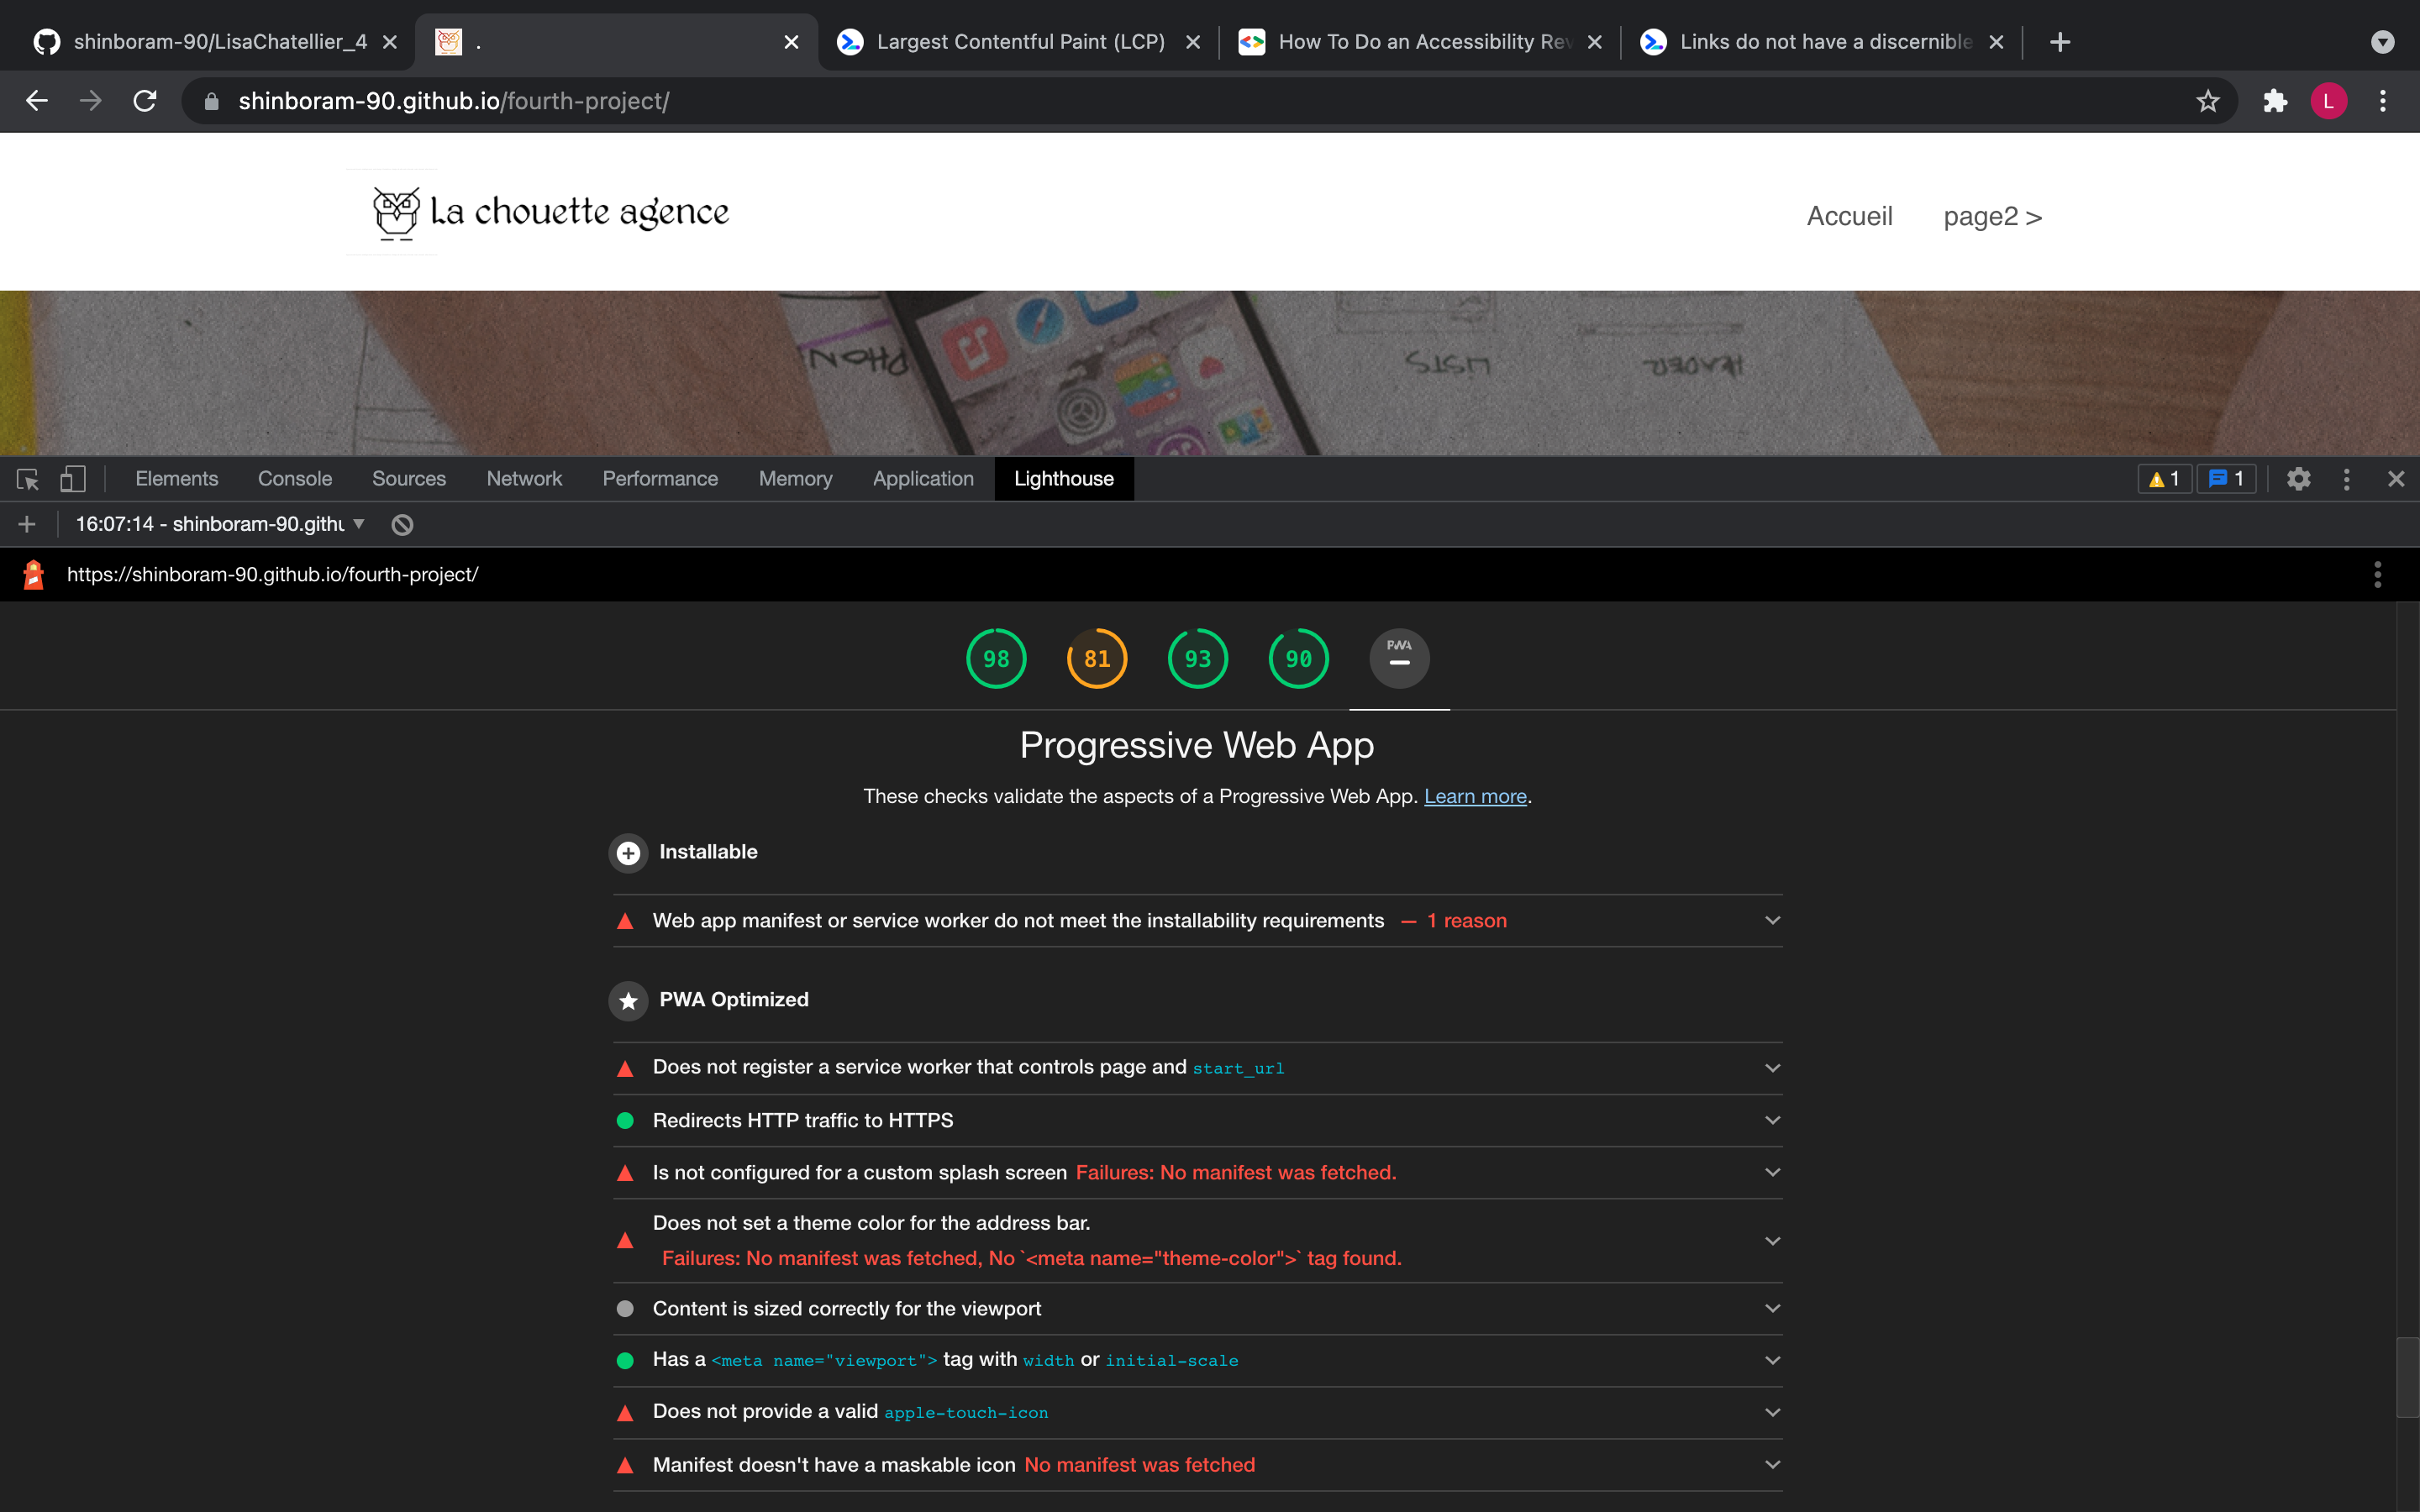 shinboram-90/LisaChatellier_4
.
Largest Contentful Paint (LCP)
How To Do an Accessibility Rev
Links do not have a discernible
shinboram-90.github.io/fourth-project/
L
La chouette agence
Accueil
page2 >
PHON
LISTS
HEADER
Elements
Console
Sources
Network
Performance
Memory
Application
Lighthouse
1
1
16:07:14 - shinboram-90.githu
https://shinboram-90.github.io/fourth-project/
98
81
93
90
PWA
Progressive Web App
These checks validate the aspects of a Progressive Web App. Learn more.
Installable
Web app manifest or service worker do not meet the installability requirements — 1 reason
PWA Optimized
Does not register a service worker that controls page and start_url
Redirects HTTP traffic to HTTPS
Is not configured for a custom splash screen Failures: No manifest was fetched.
Does not set a theme color for the address bar.
Failures: No manifest was fetched, No `<meta name="theme-color">` tag found.
Content is sized correctly for the viewport
Has a <meta name="viewport"> tag with width or initial-scale
Does not provide a valid apple-touch-icon
Manifest doesn't have a maskable icon No manifest was fetched